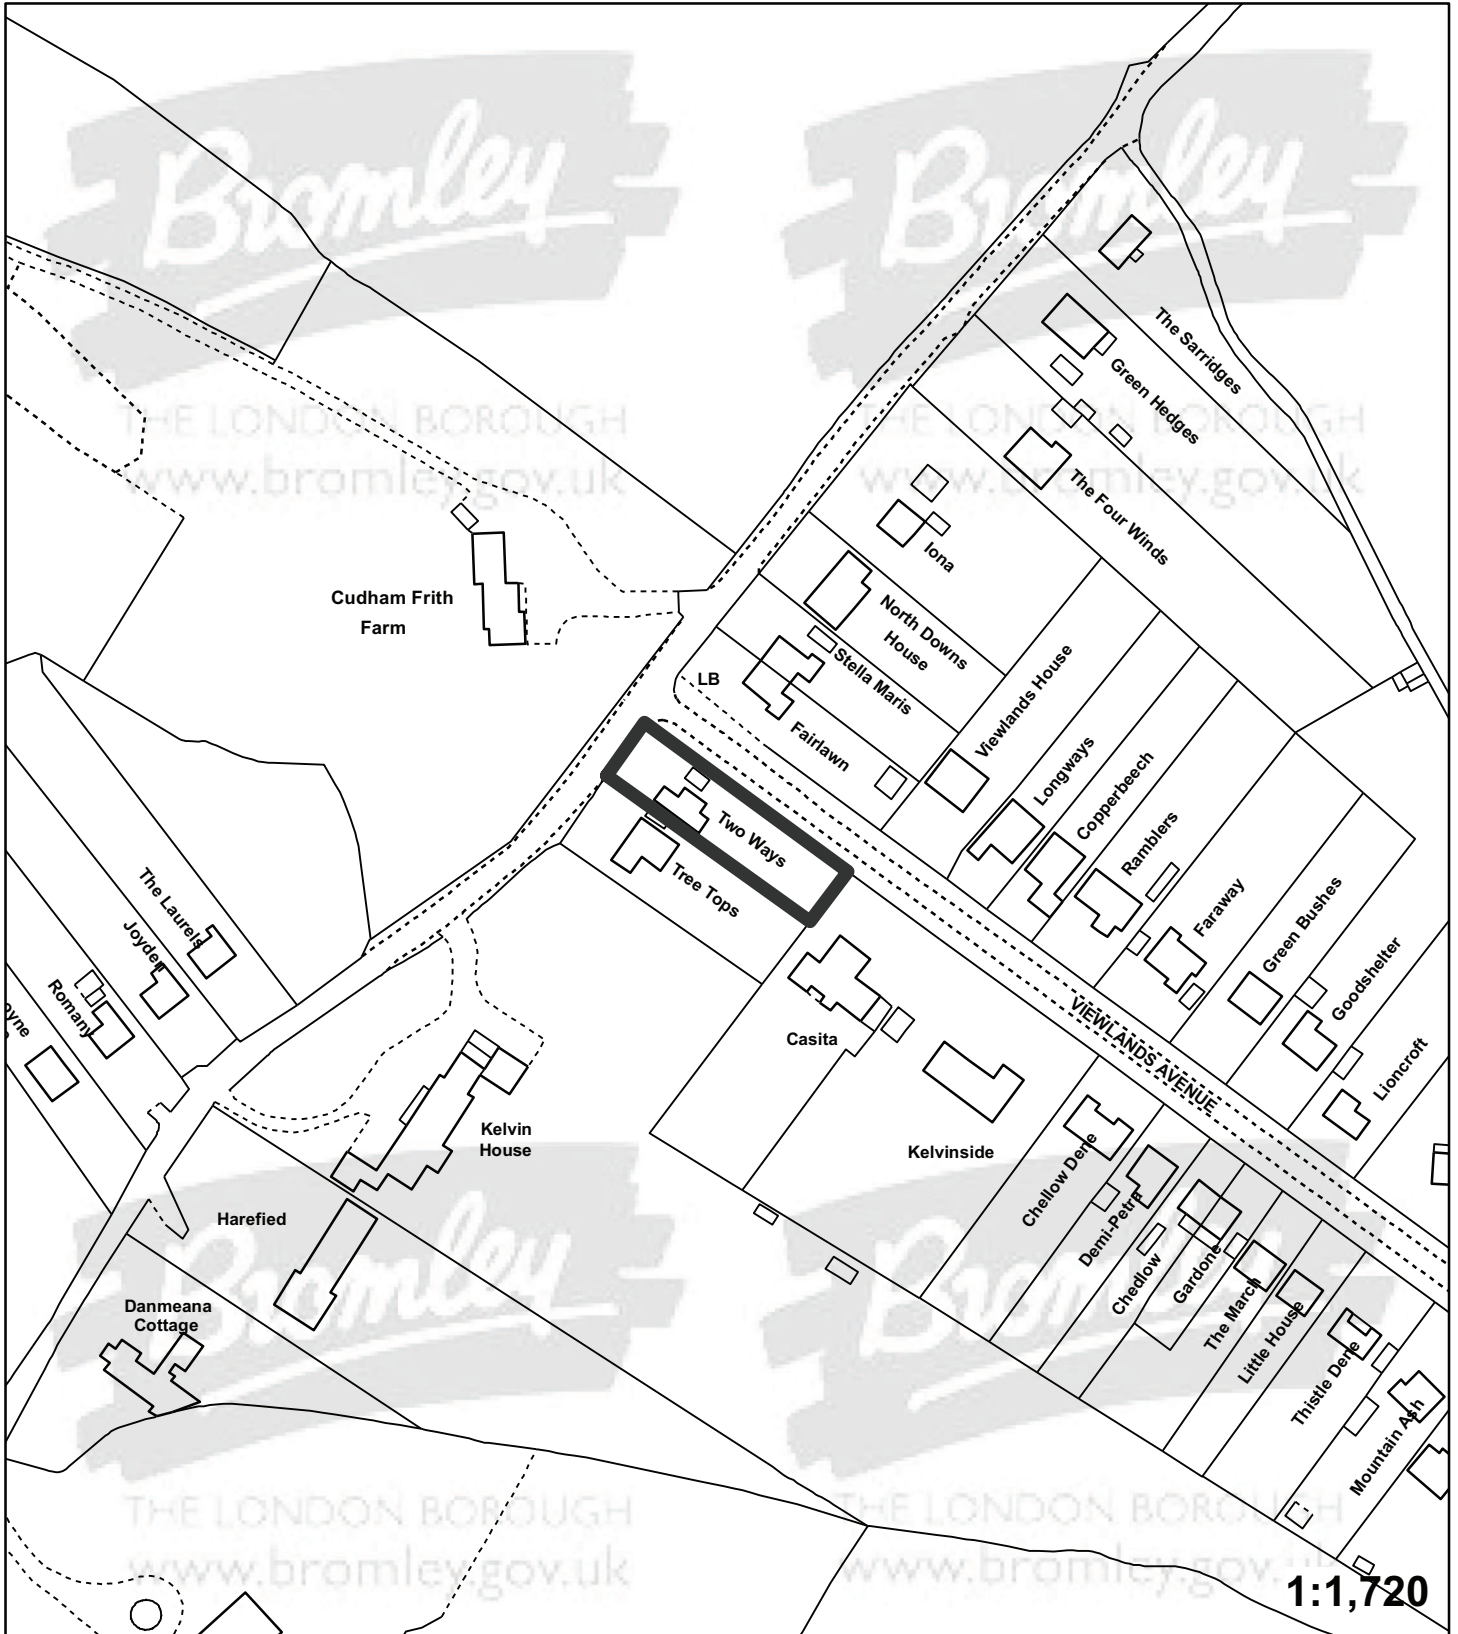 Bromley
THE LONDON BOROUGH
www.bromley.gov.uk
Bromley
THE LONDON BOROUGH
www.bromley.gov.uk
The Sarridges
Green Hedges
The Four Winds
Iona
North Downs
House
Stella Maris
Fairlawn
LB
Cudham Frith
Farm
Viewlands House
Longways
Copperbeech
Ramblers
Faraway
Green Bushes
Goodshelter
Lioncroft
Two Ways
Tree Tops
The Laurels
Joyden
Romany
oyne
Casita
VIEWLANDS AVENUE
Kelvin
House
Kelvinside
Chellow Dene
Demi-Petra
Chedlow
Gardone
The March
Little House
Thistle Dene
Mountain Ash
Harefied
Danmeana
Cottage
Bromley
THE LONDON BOROUGH
www.bromley.gov.uk
Bromley
THE LONDON BOROUGH
www.bromley.gov.uk
1:1,720